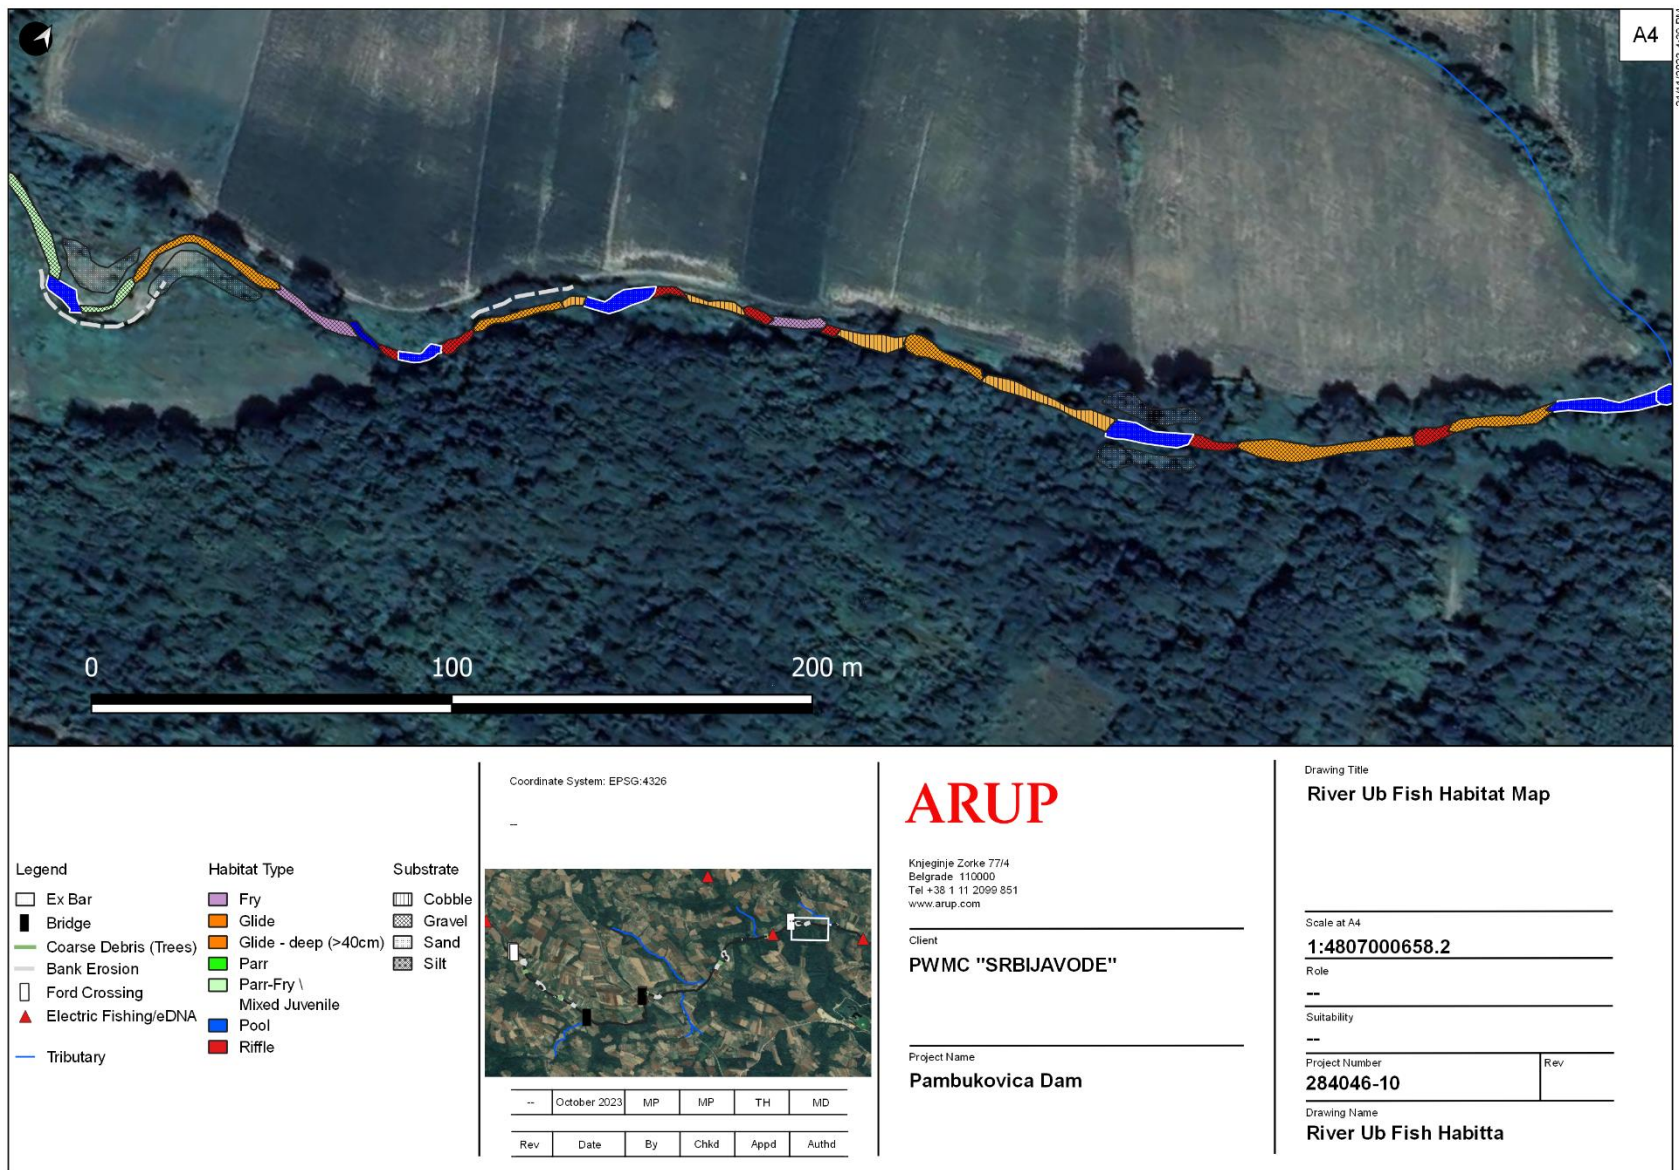 A4
0 100 200 m
Legend
Ex Bar
Bridge
Coarse Debris (Trees)
Bank Erosion
Ford Crossing
Electric Fishing/eDNA
Tributary
Habitat Type
Fry
Glide
Glide - deep (>40cm)
Parr
Parr-Fry \
Mixed Juvenile
Pool
Riffle
Substrate
Cobble
Gravel
Sand
Silt
Coordinate System: EPSG:4326
--
-- October 2023 MP MP TH MD
Rev Date By Chkd Appd Authd
ARUP
Knjeginje Zorke 77/4
Belgrade 110000
Tel +38 1 11 2099 851
www.arup.com
Client
PWMC "SRBIJAVODE"
Project Name
Pambukovica Dam
Drawing Title
River Ub Fish Habitat Map
Scale at A4
1:4807000658.2
Role
--
Suitability
--
Project Number Rev
284046-10
Drawing Name
River Ub Fish Habitta